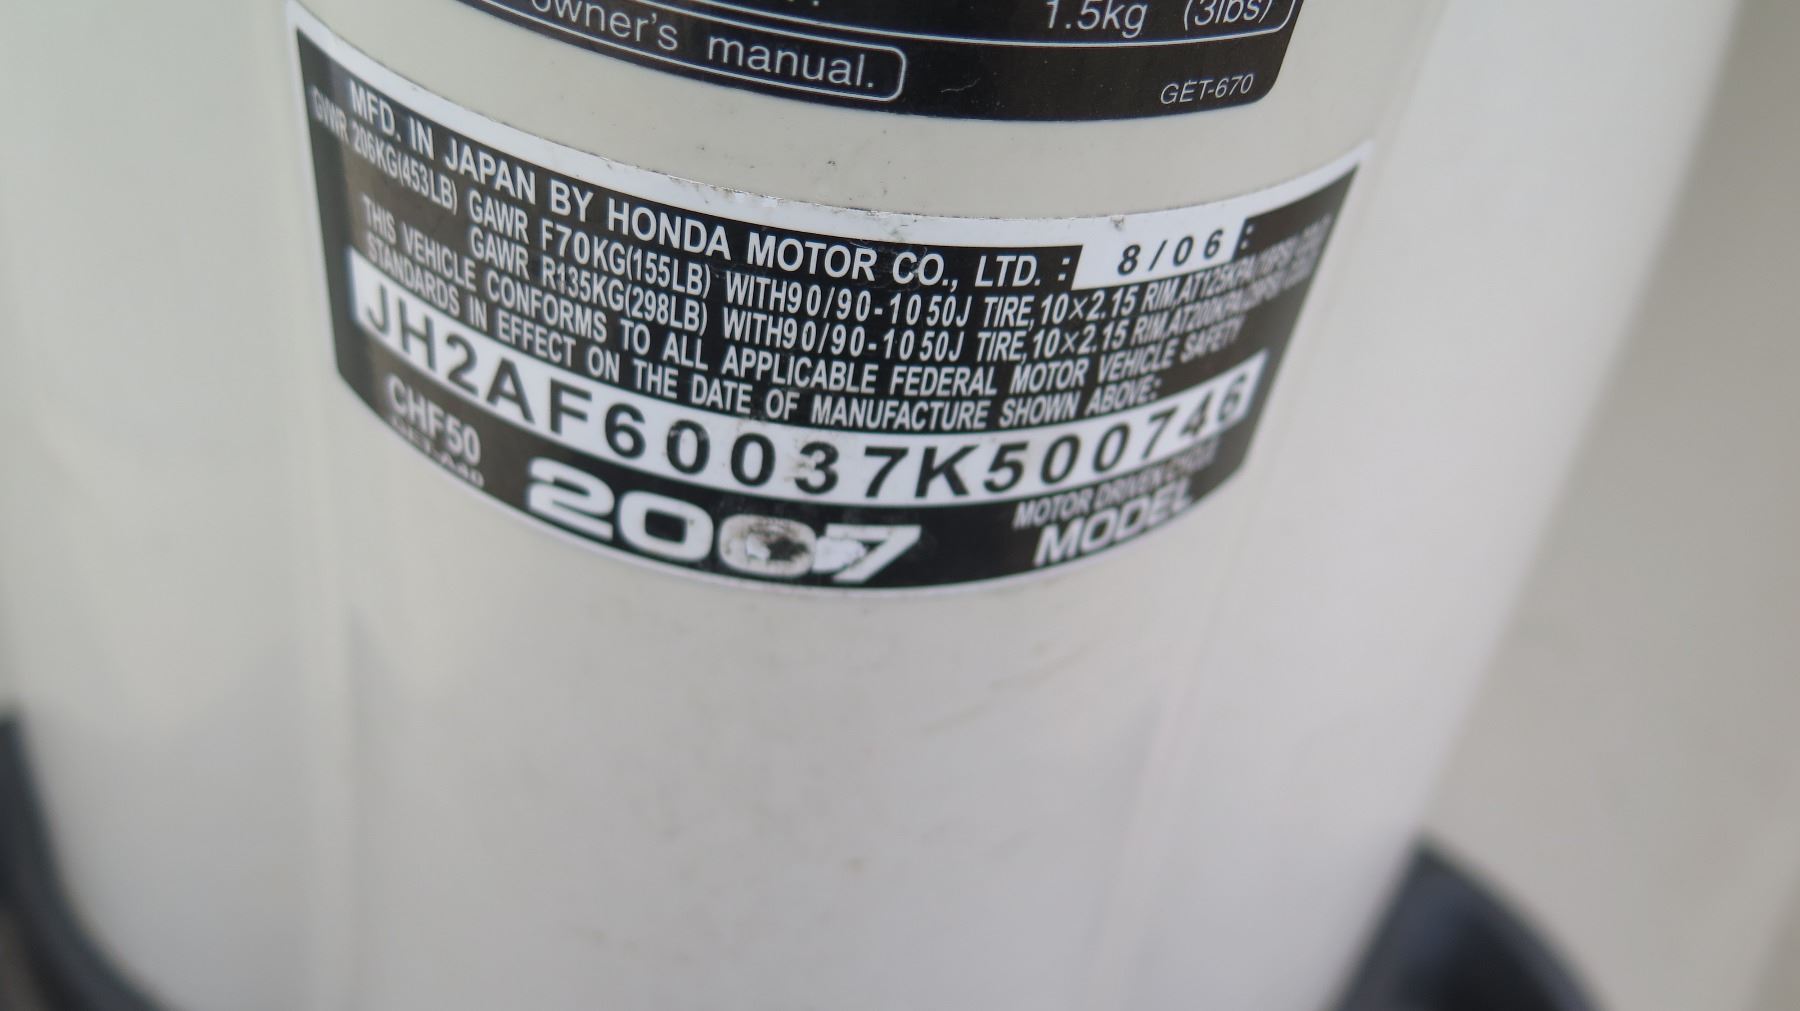 1.5kg (3lbs)
owner's manual.
GET-670
MFD. IN JAPAN BY HONDA MOTOR CO., LTD. : 8/06 :
GVWR 206KG(453LB) GAWR F70KG(155LB) WITH90/90-10 50J TIRE,10×2.15 RIM,AT125KPA
GAWR R135KG(298LB) WITH90/90-10 50J TIRE,10×2.15 RIM,AT200KPA
THIS VEHICLE CONFORMS TO ALL APPLICABLE FEDERAL MOTOR VEHICLE SAFETY
STANDARDS IN EFFECT ON THE DATE OF MANUFACTURE SHOWN ABOVE:
JH2AF60037K500746
CHF50 MOTOR DRIVEN CYCLE
2007 MODEL